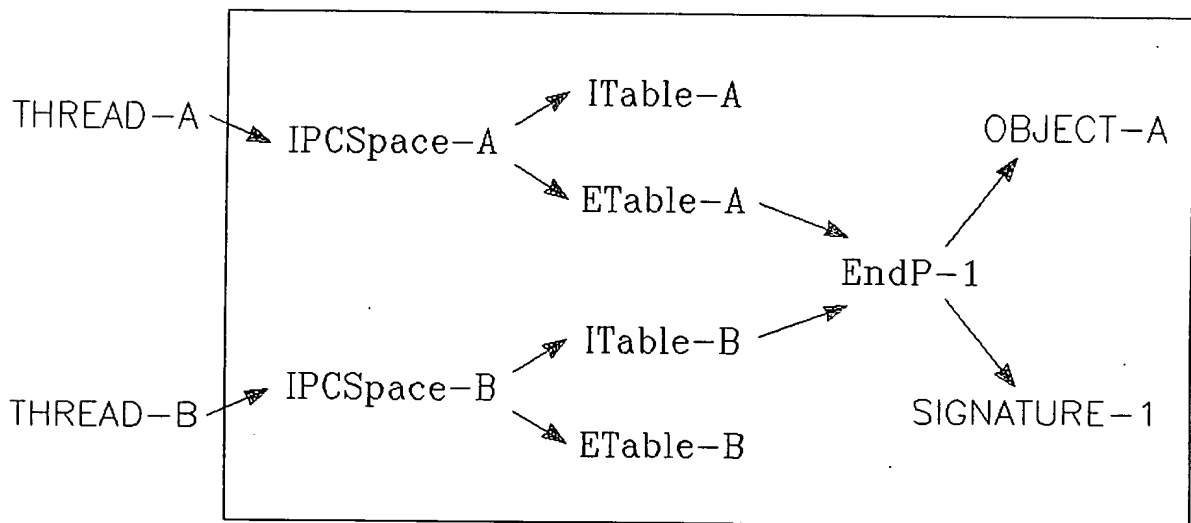 THREAD-A
IPCSpace-A
ITable-A
ETable-A
OBJECT-A
EndP-1
THREAD-B
IPCSpace-B
ITable-B
ETable-B
SIGNATURE-1